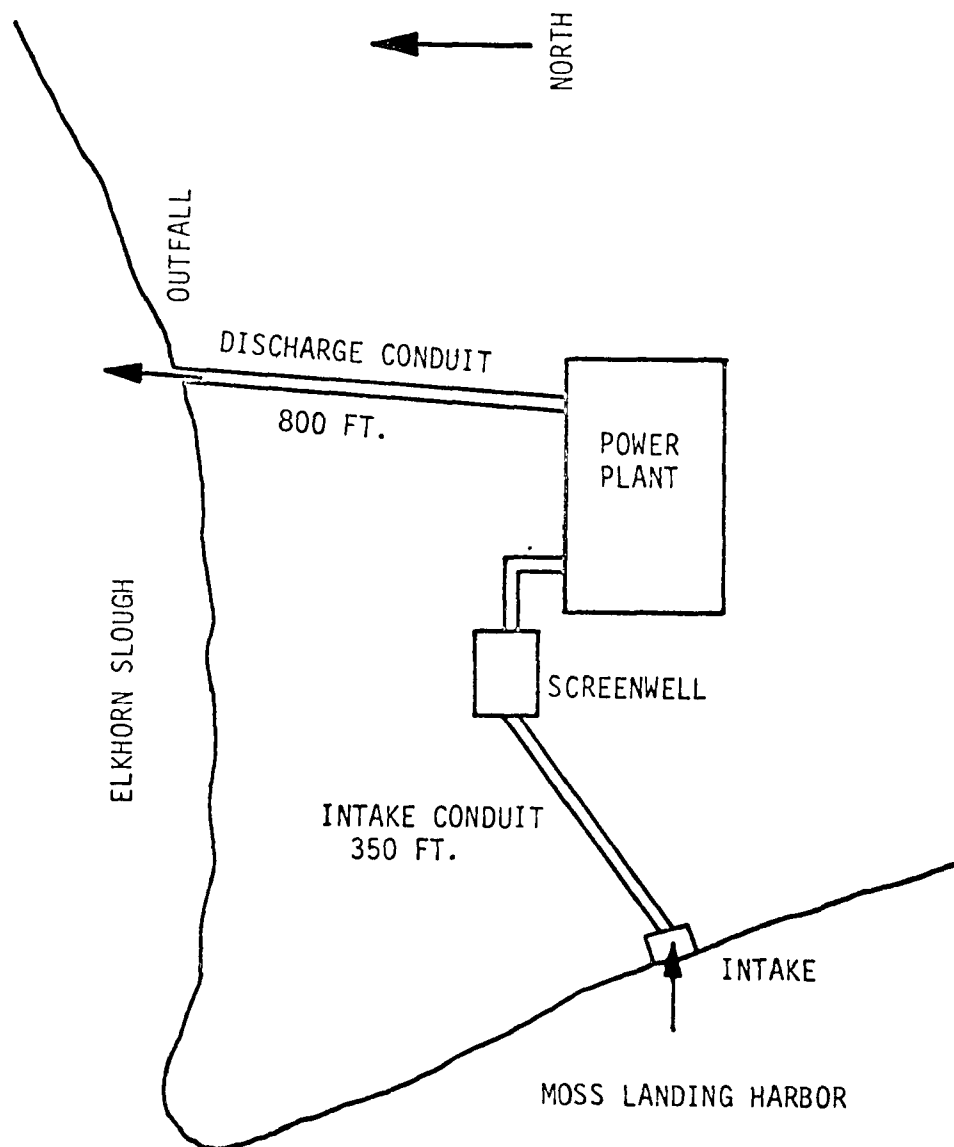 NORTH
OUTFALL
DISCHARGE CONDUIT
800 FT.
POWER
PLANT
ELKHORN SLOUGH
SCREENWELL
INTAKE CONDUIT
350 FT.
INTAKE
MOSS LANDING HARBOR